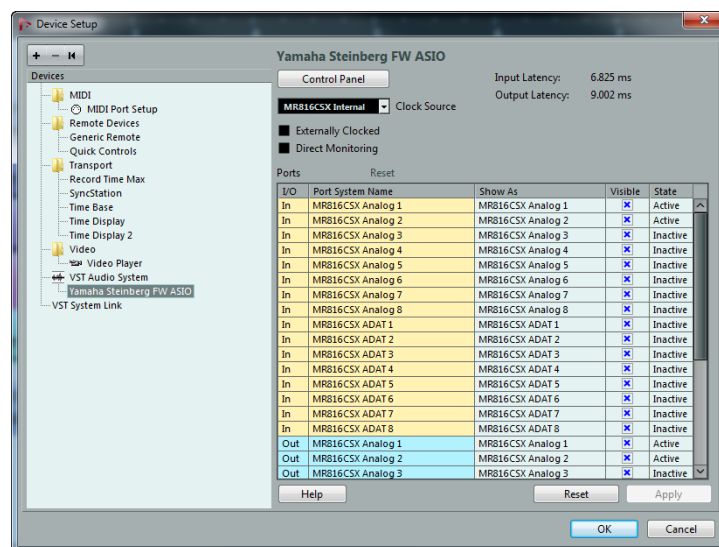 Device Setup
Devices
MIDI
MIDI Port Setup
Remote Devices
Generic Remote
Quick Controls
Transport
Record Time Max
SyncStation
Time Base
Time Display
Time Display 2
Video
Video Player
VST Audio System
Yamaha Steinberg FW ASIO
VST System Link
Yamaha Steinberg FW ASIO
Control Panel
Input Latency: 6.825 ms
Output Latency: 9.002 ms
MR816CSX Internal Clock Source
Externally Clocked
Direct Monitoring
Ports Reset
I/O Port System Name Show As Visible State
In MR816CSX Analog 1 MR816CSX Analog 1 Active
In MR816CSX Analog 2 MR816CSX Analog 2 Active
In MR816CSX Analog 3 MR816CSX Analog 3 Inactive
In MR816CSX Analog 4 MR816CSX Analog 4 Inactive
In MR816CSX Analog 5 MR816CSX Analog 5 Inactive
In MR816CSX Analog 6 MR816CSX Analog 6 Inactive
In MR816CSX Analog 7 MR816CSX Analog 7 Inactive
In MR816CSX Analog 8 MR816CSX Analog 8 Inactive
In MR816CSX ADAT 1 MR816CSX ADAT 1 Inactive
In MR816CSX ADAT 2 MR816CSX ADAT 2 Inactive
In MR816CSX ADAT 3 MR816CSX ADAT 3 Inactive
In MR816CSX ADAT 4 MR816CSX ADAT 4 Inactive
In MR816CSX ADAT 5 MR816CSX ADAT 5 Inactive
In MR816CSX ADAT 6 MR816CSX ADAT 6 Inactive
In MR816CSX ADAT 7 MR816CSX ADAT 7 Inactive
In MR816CSX ADAT 8 MR816CSX ADAT 8 Inactive
Out MR816CSX Analog 1 MR816CSX Analog 1 Active
Out MR816CSX Analog 2 MR816CSX Analog 2 Active
Out MR816CSX Analog 3 MR816CSX Analog 3 Inactive
Help Reset Apply
OK Cancel